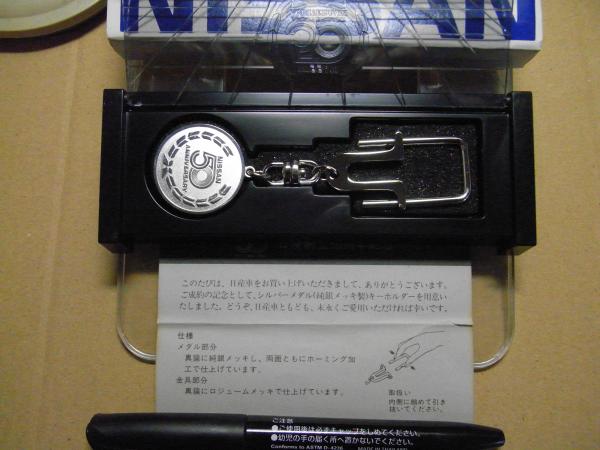 NISSAN
50
NISSAN
50
ANNIVERSARY
このたびは、日産車をお買い上げいただきまして、ありがとうございます。
ご成約の記念として、シルバーメダル(純銀メッキ製)キーホルダーを用意い
たしました。どうぞ、日産車ともども、末永くご愛用いただければ幸いです。
仕様
メダル部分
真鍮に純銀メッキし、両面ともにホーミング加
工で仕上げています。
金具部分
真鍮にロジュームメッキで仕上げています。
取扱い
内側に縮めて引き
抜いてください。
ご注意
●ご使用後は必ずキャップをしめてください。
●幼児の手の届く所へ置かないでください。
Conforms to ASTM D-4236
MADE IN THAILAND